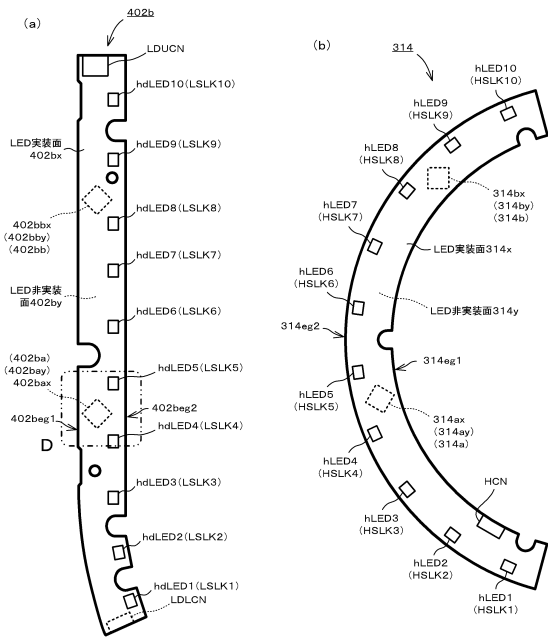 (a)
402b
LDUCN
hdLED10(LSLK10)
LED実装面
402bx
hdLED9(LSLK9)
402bbx
(402bby)
(402bb)
hdLED8(LSLK8)
hdLED7(LSLK7)
LED非実装
面402by
hdLED6(LSLK6)
(402ba)
(402bay)
402bax
hdLED5(LSLK5)
402beg1
402beg2
D
hdLED4(LSLK4)
hdLED3(LSLK3)
hdLED2(LSLK2)
hdLED1(LSLK1)
LDLCN
(b)
314
hLED10
(HSLK10)
hLED9
(HSLK9)
hLED8
(HSLK8)
314bx
(314by)
(314b)
hLED7
(HSLK7)
LED実装面314x
hLED6
(HSLK6)
LED非実装面314y
314eg2
314eg1
hLED5
(HSLK5)
314ax
(314ay)
(314a)
hLED4
(HSLK4)
HCN
hLED3
(HSLK3)
hLED2
(HSLK2)
hLED1
(HSLK1)